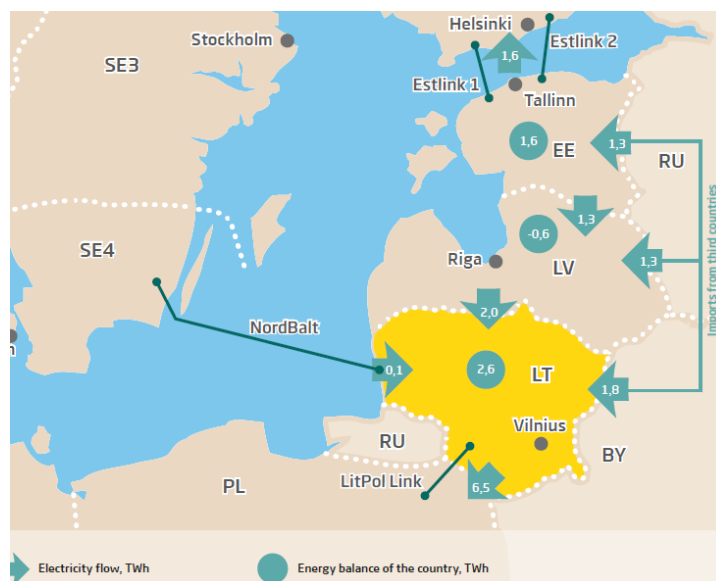 Helsinki
Stockholm
Estlink 2
SE3
1,6
Estlink 1
Tallinn
1,6
EE
1,3
RU
Imports from third countries
-0,6
1,3
SE4
Riga
LV
1,3
NordBalt
2,0
0,1
2,6
LT
1,8
Vilnius
RU
BY
LitPol Link
6,5
PL
Electricity flow, TWh
Energy balance of the country, TWh